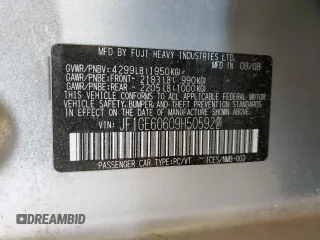 MFD BY FUJI HEAVY INDUSTRIES LTD.
IN 09/08
GVWR/PNBV: 4299LB(1950KG)
GAWR/PNBE:FRONT- 2183LB( 990KG)
GAWR/PNBE:REAR - 2205LB(1000KG)
THIS VEHICLE CONFORMS TO ALL APPLICABLE FEDERAL MOTOR
VEHICLE SAFETY, BUMPER, AND THEFT PREVENTION STANDARDS
IN EFFECT ON THE DATE OF MANUFACTURE SHOWN ABOVE.
VIN: JF1GE60609H505922
PASSENGER CAR TYPE:PC/VT
ICES/NMB-002
© DREAMBID
DREAMBID.COM